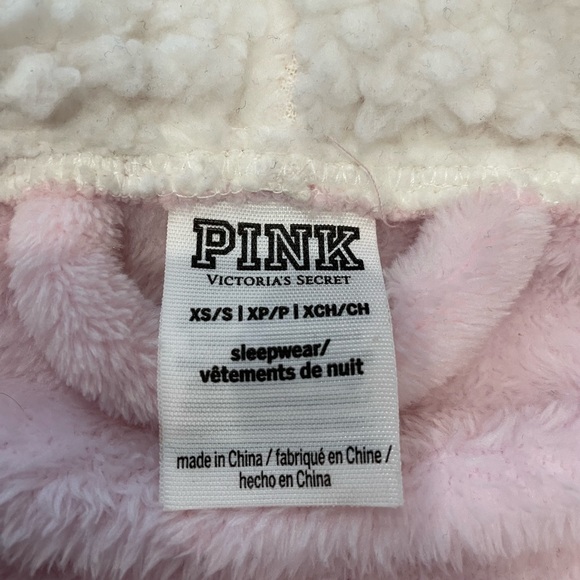 PINK
VICTORIA'S SECRET
XS/S | XP/P | XCH/CH
sleepwear/
vêtements de nuit
made in China / fabriqué en Chine /
hecho en China